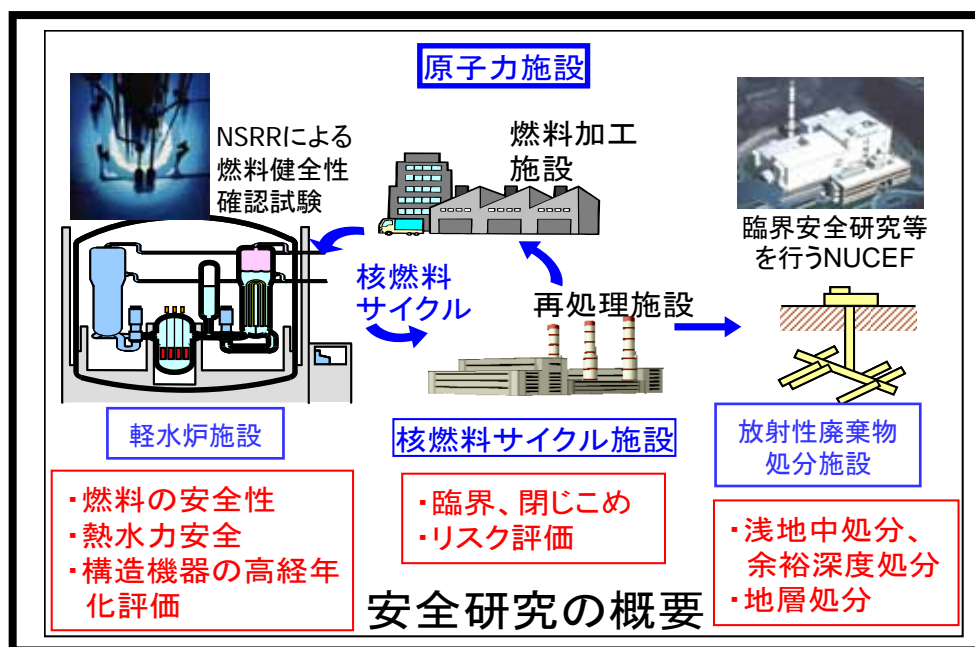 原子力施設
NSRRによる
燃料健全性
確認試験
燃料加工
施設
臨界安全研究等
を行うNUCEF
核燃料
サイクル
再処理施設
軽水炉施設
核燃料サイクル施設
放射性廃棄物
処分施設
・燃料の安全性
・熱水力安全
・構造機器の高経年
化評価
・臨界、閉じこめ
・リスク評価
・浅地中処分、
余裕深度処分
・地層処分
安全研究の概要